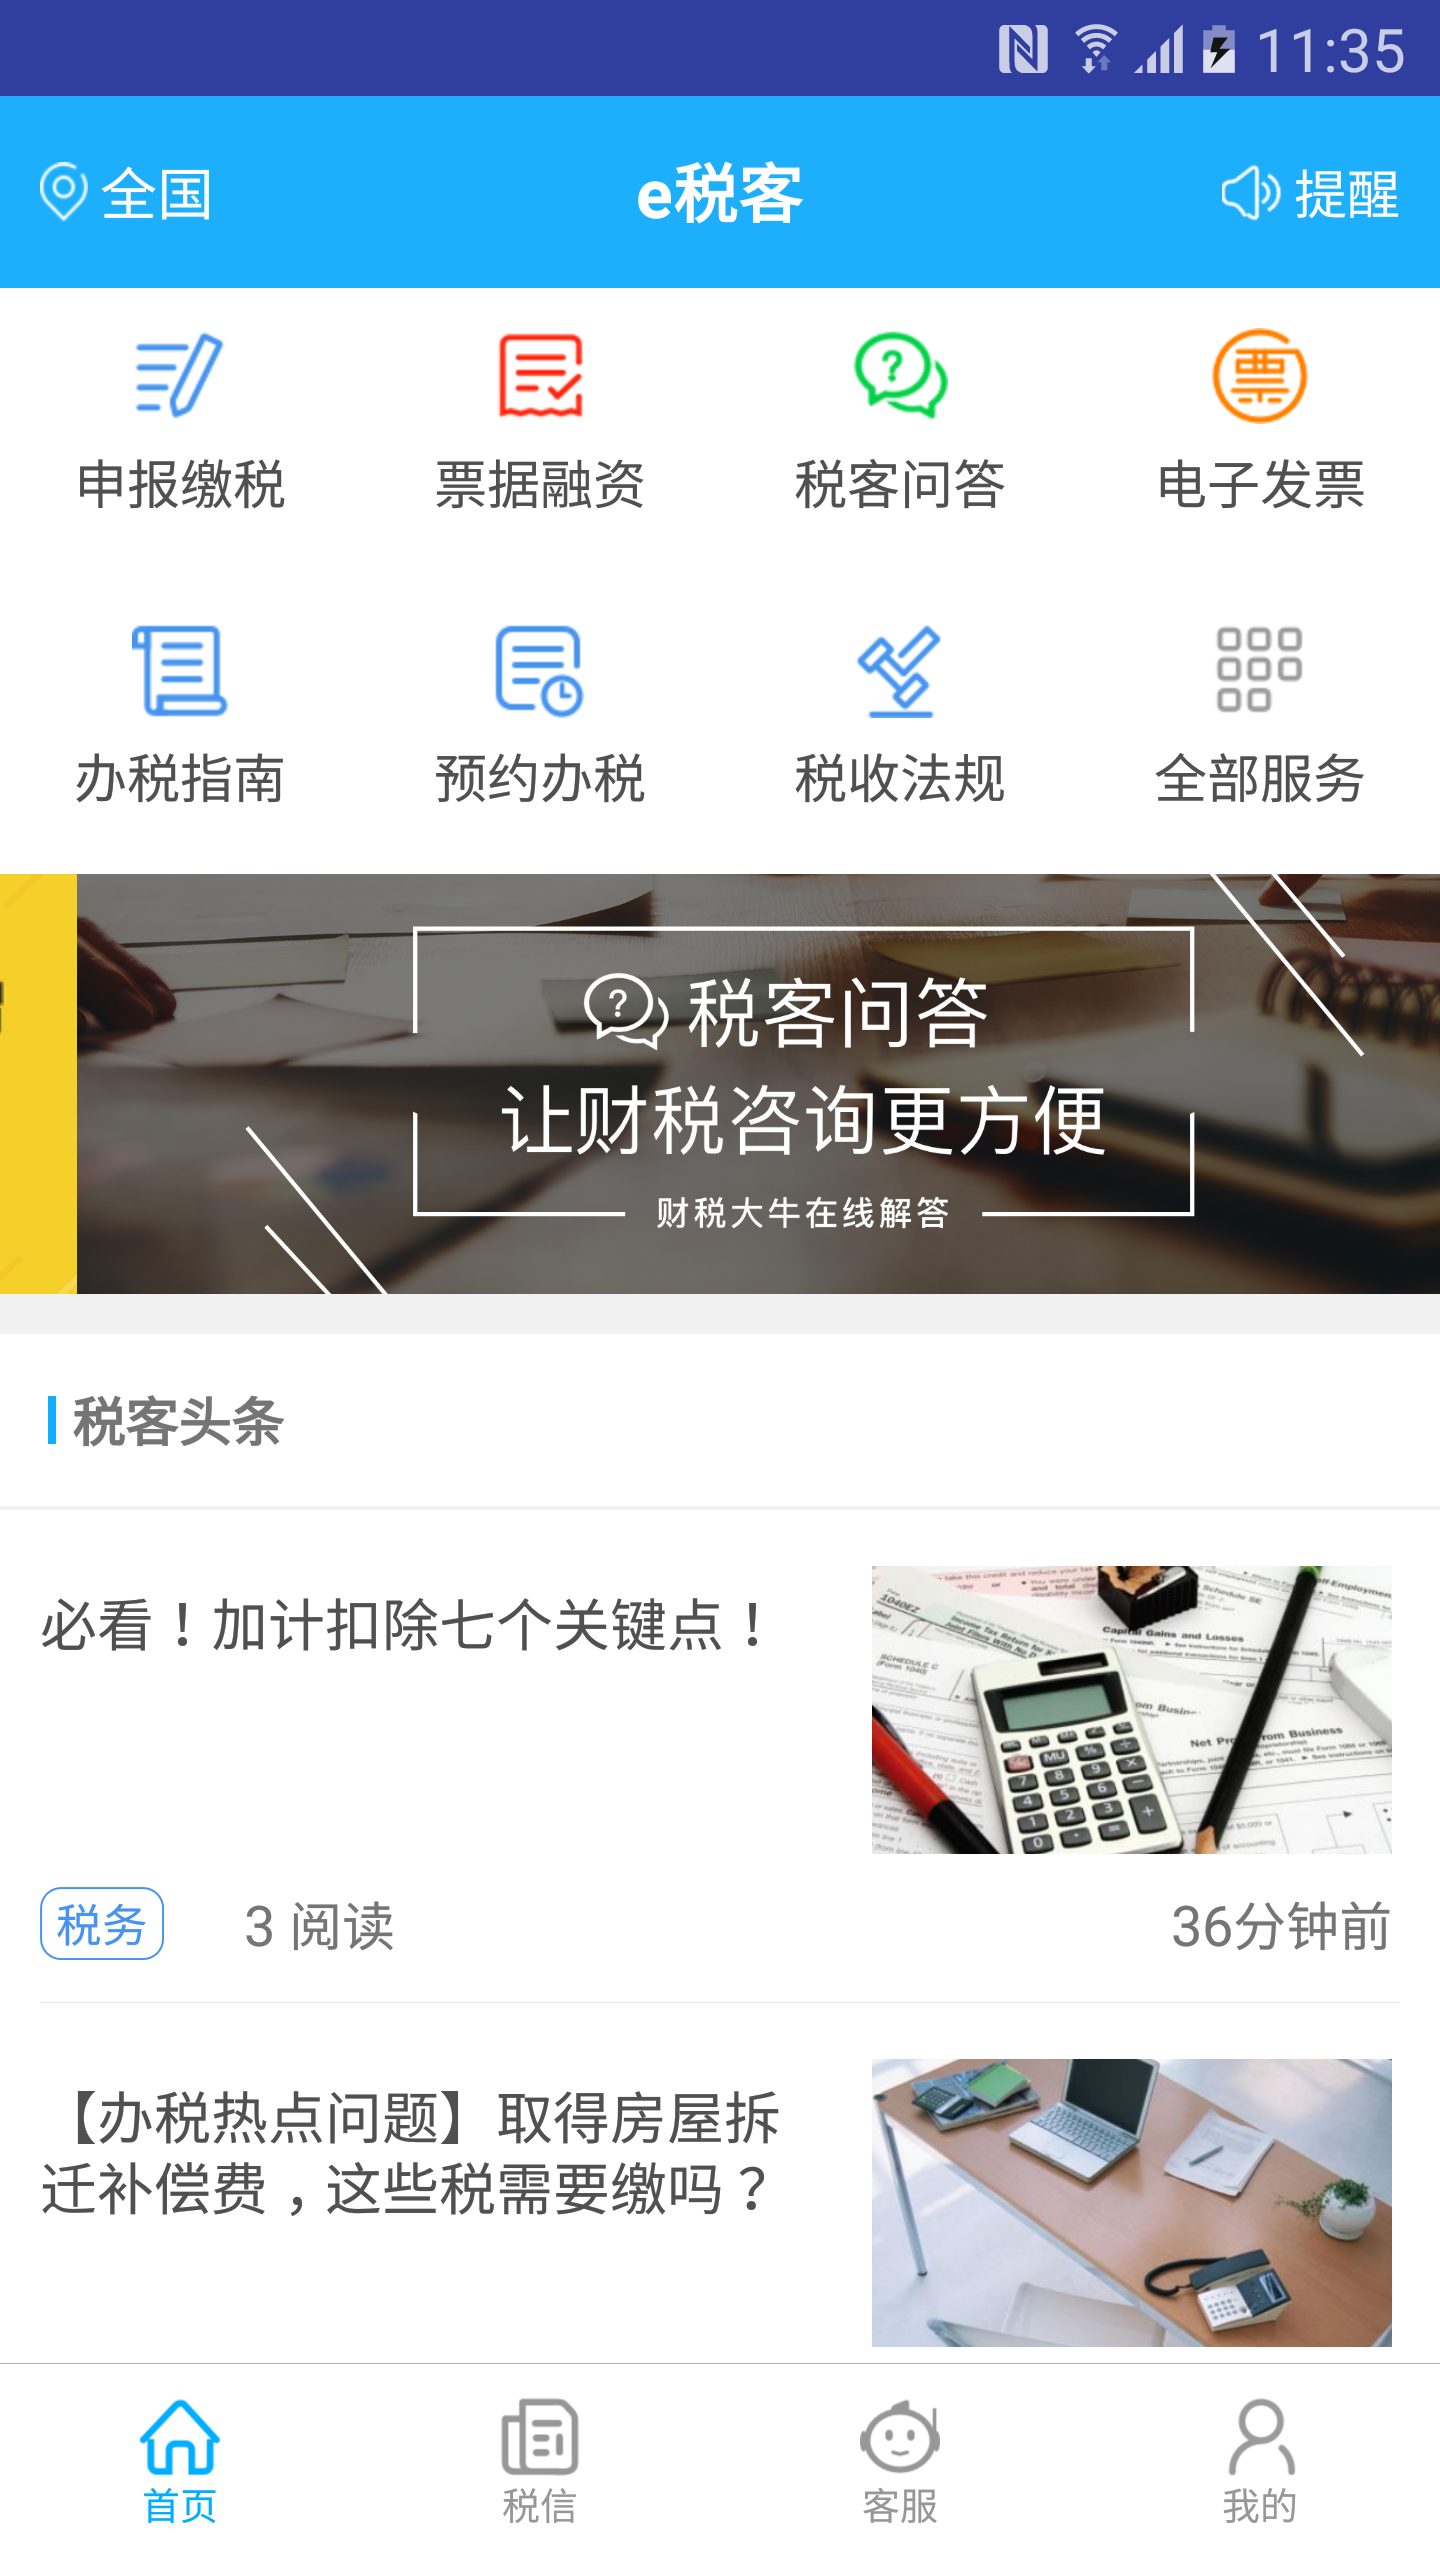 11:35
全国
e税客
提醒
申报缴税
票据融资
税客问答
电子发票
办税指南
预约办税
税收法规
全部服务
税客问答
让财税咨询更方便
财税大牛在线解答
税客头条
必看！加计扣除七个关键点！
税务
3 阅读
36分钟前
【办税热点问题】取得房屋拆
迁补偿费，这些税需要缴吗？
首页
税信
客服
我的